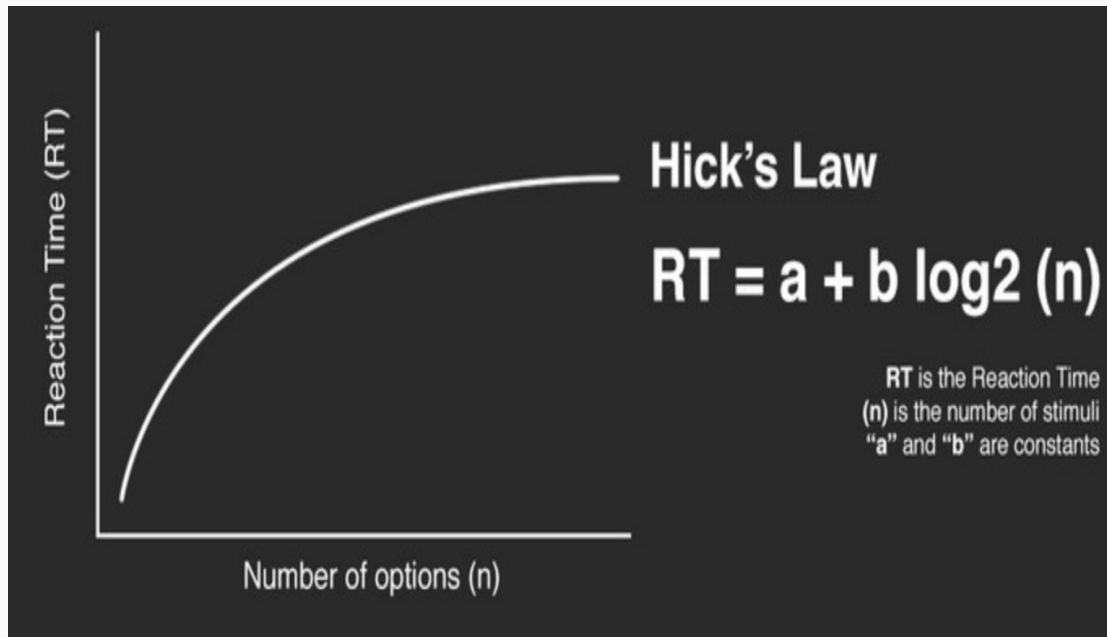 Reaction Time (RT)
Hick's Law
RT = a + b log2 (n)
RT is the Reaction Time
(n) is the number of stimuli
“a” and “b” are constants
Number of options (n)